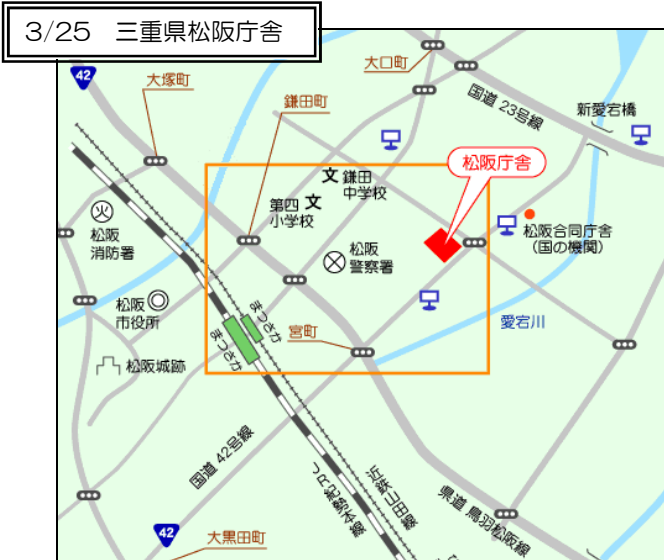 3/25 三重県松阪庁舎
42
大塚町
大口町
国道 23号線
新愛宕橋
鎌田町
松阪庁舎
文 鎌田
中学校
第四 文
小学校
火
松阪
消防署
松阪
警察署
松阪合同庁舎
(国の機関)
松阪
市役所
まつさか
まつさか
宮町
愛宕川
松阪城跡
国道 42号線
JR紀勢本線
近鉄山田線
県道 鳥羽松阪線
42
大黒田町